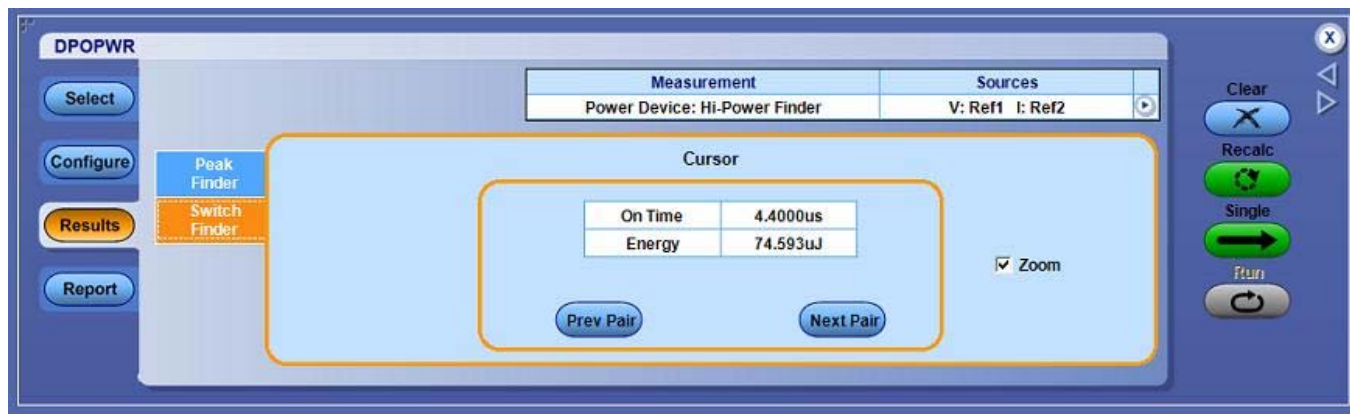 DPOPWR
X
Select
Configure
Results
Report
Measurement Sources
Power Device: Hi-Power Finder V: Ref1 I: Ref2
Peak
Finder
Switch
Finder
Cursor
On Time 4.4000us
Energy 74.593uJ
Zoom
Prev Pair Next Pair
Clear
Recalc
Single
Run